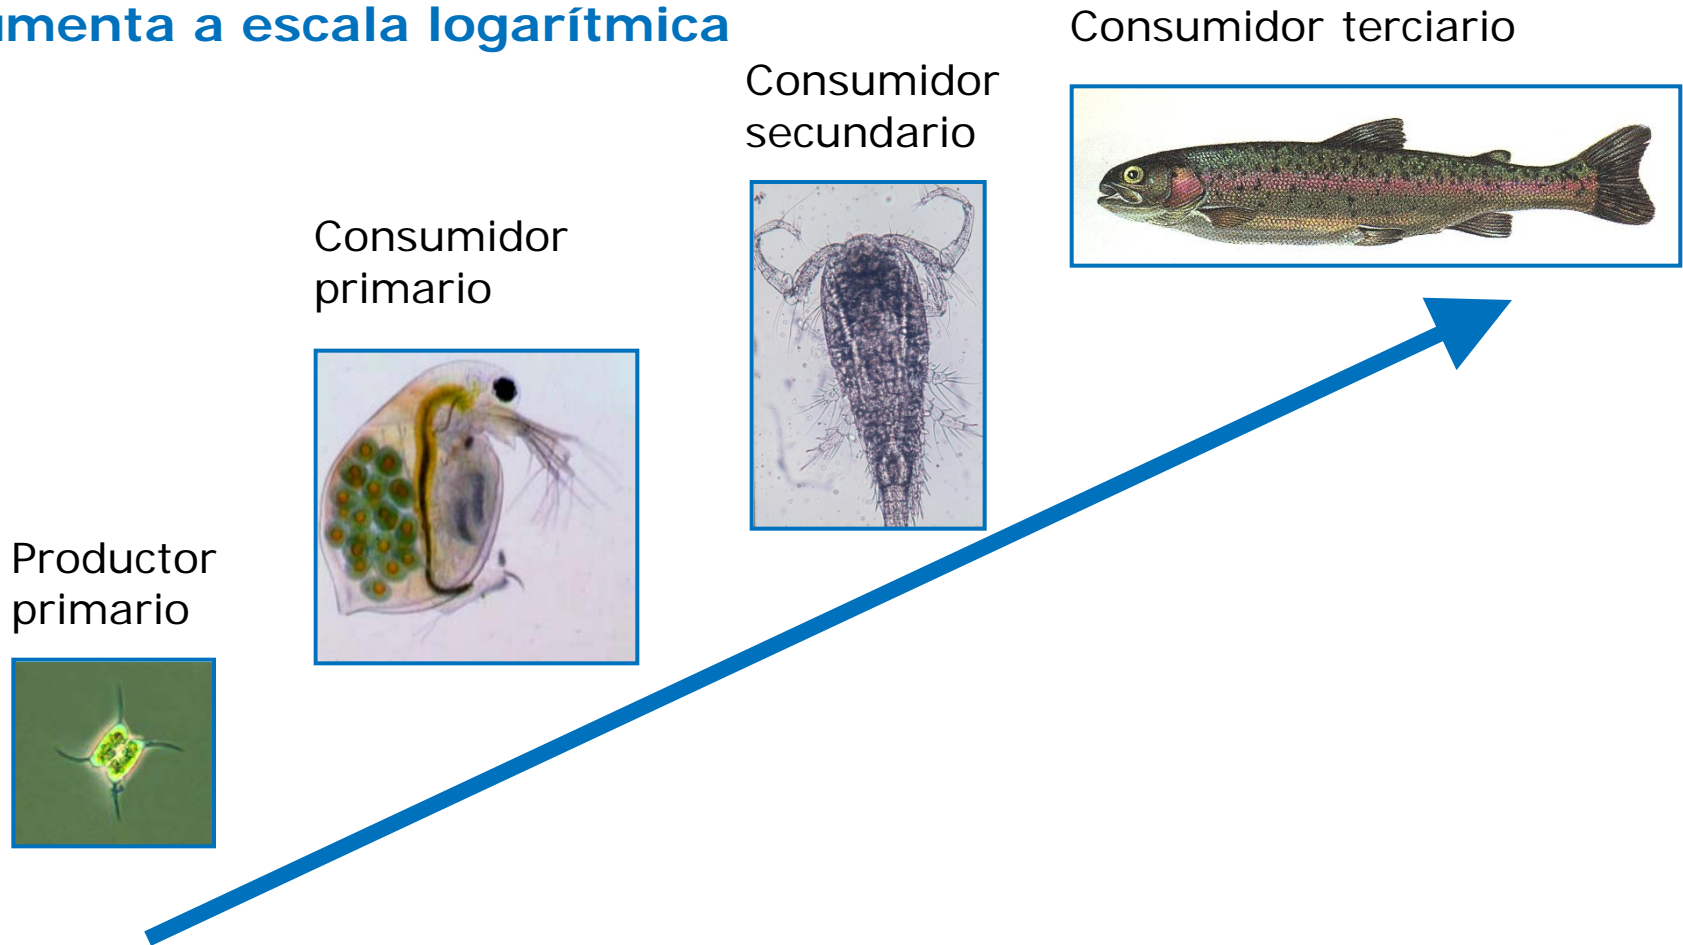 umenta a escala logarítmica
Consumidor terciario
Consumidor
secundario
Consumidor
primario
Productor
primario